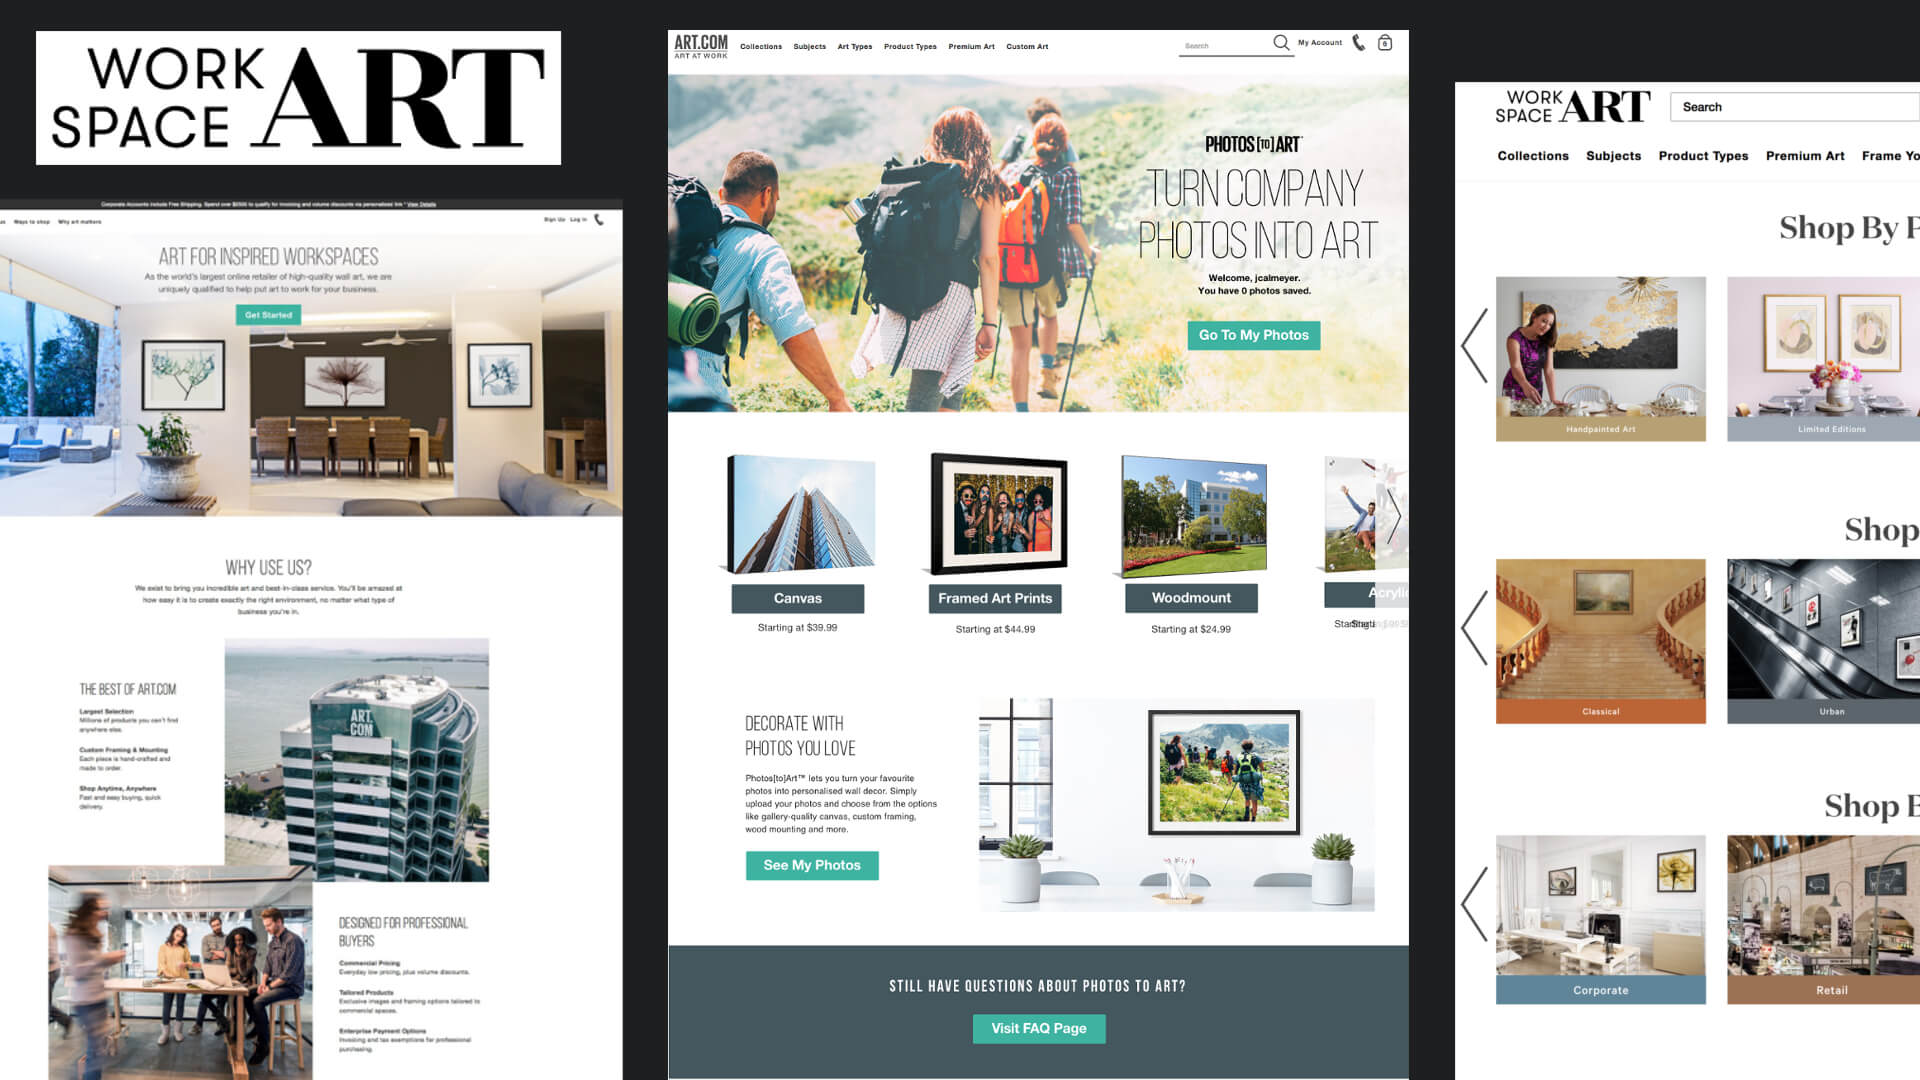 WORK
SPACE ART
Corporate Accounts include Free Shipping. Spend over $2500 to qualify for invoicing and volume discounts via personalized link * View Details
Ways to shop Why art matters Sign Up Log In
ART FOR INSPIRED WORKSPACES
As the world's largest online retailer of high-quality wall art, we are
uniquely qualified to help put art to work for your business.
Get Started
WHY USE US?
We exist to bring you incredible art and best-in-class service. You'll be amazed at
how easy it is to create exactly the right environment, no matter what type of
business you're in.
THE BEST OF ART.COM
Largest Selection
Millions of products you can't find
anywhere else.
Custom Framing & Mounting
Each piece is hand-crafted and
made to order.
Shop Anytime, Anywhere
Fast and easy buying, quick
delivery.
ART.
COM
DESIGNED FOR PROFESSIONAL
BUYERS
Commercial Pricing
Everyday low pricing, plus volume discounts.
Tailored Products
Exclusive images and framing options tailored to
commercial spaces.
Enterprise Payment Options
Invoicing and tax exemptions for professional
purchasing.
ART.COM
ART AT WORK
Collections Subjects Art Types Product Types Premium Art Custom Art
Search My Account 0
PHOTOS [TO] ART
TURN COMPANY
PHOTOS INTO ART
Welcome, jcalmeyer.
You have 0 photos saved.
Go To My Photos
Canvas Framed Art Prints Woodmount
Starting at $39.99 Starting at $44.99 Starting at $24.99
DECORATE WITH
PHOTOS YOU LOVE
Photos[to]Art™ lets you turn your favourite
photos into personalised wall decor. Simply
upload your photos and choose from the options
like gallery-quality canvas, custom framing,
wood mounting and more.
See My Photos
STILL HAVE QUESTIONS ABOUT PHOTOS TO ART?
Visit FAQ Page
WORK
SPACE ART
Search
Collections Subjects Product Types Premium Art Frame Yo
Shop By P
Handpainted Art Limited Editions
Shop
Classical Urban
Shop B
Corporate Retail